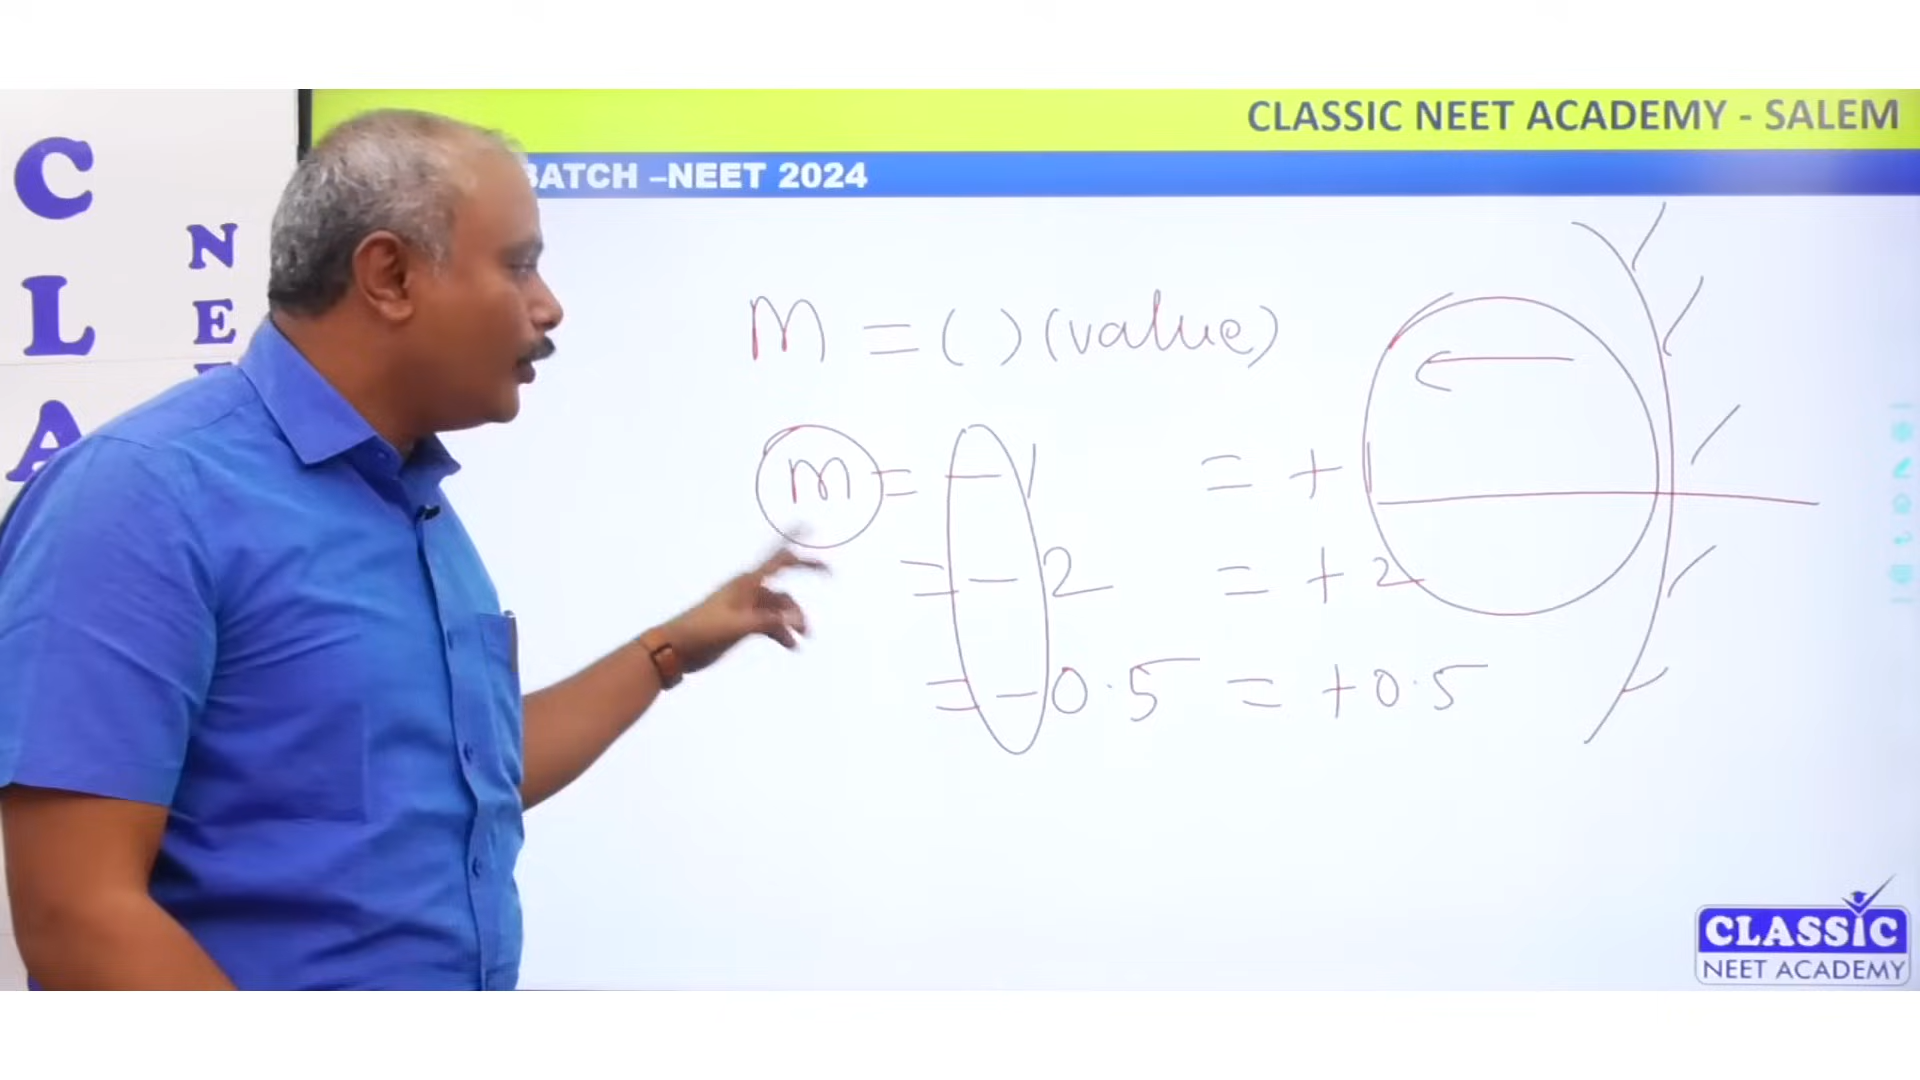 CLASSIC NEET ACADEMY - SALEM
BATCH –NEET 2024
C
L
A
N
E
m = ( ) (value)
m = -1 = + 1
= -2 = + 2
= -0.5 = +0.5
CLASSIC
NEET ACADEMY